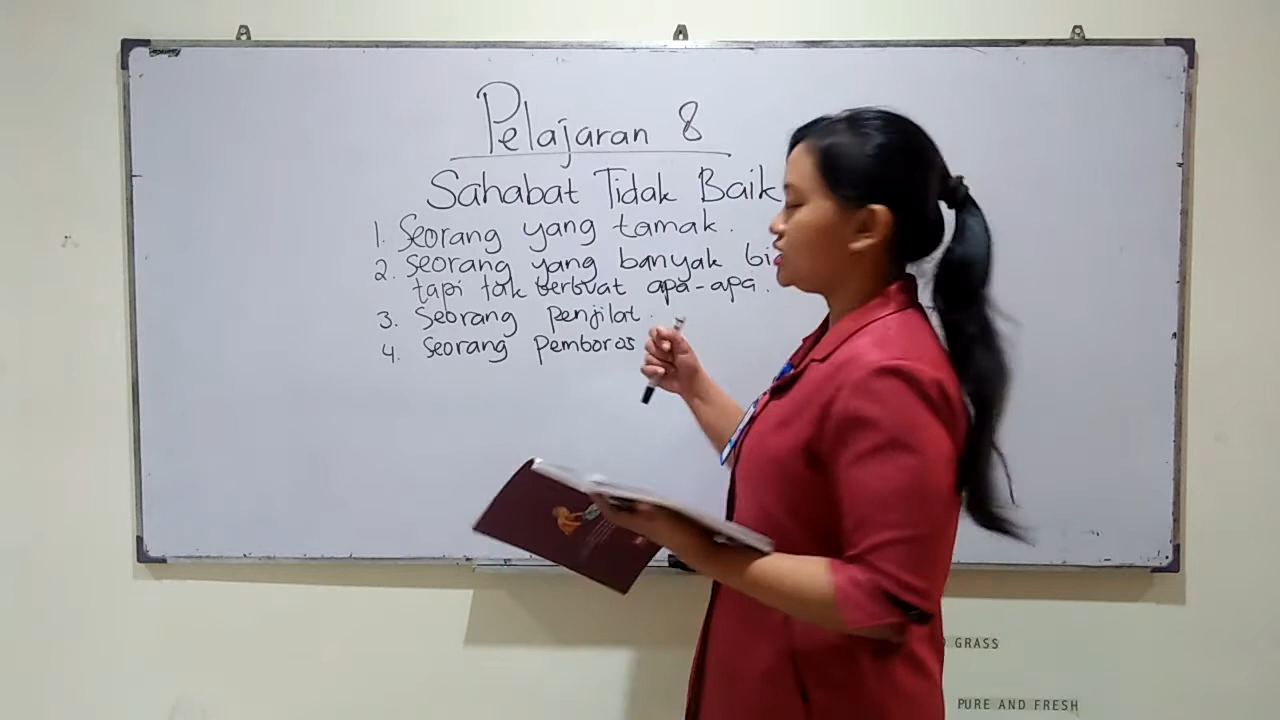 Pelajaran 8
Sahabat Tidak Baik
1. Seorang yang tamak.
2. Seorang yang banyak
tapi tak berbuat apa-apa.
3. Seorang penjilat.
4. Seorang pemboros
GRASS
PURE AND FRESH